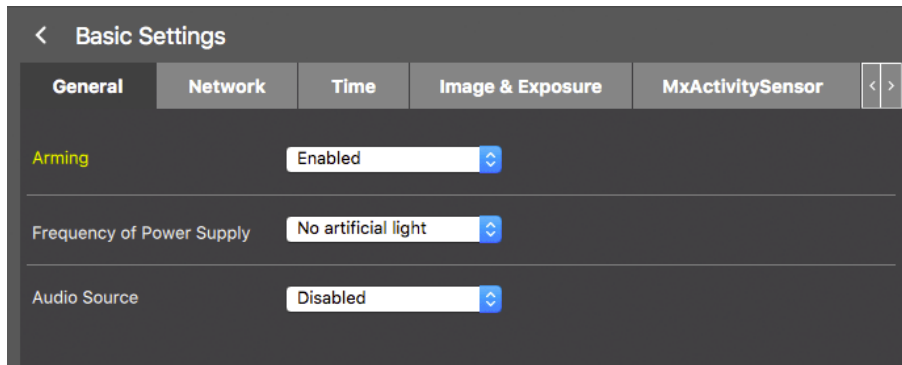 Basic Settings
General Network Time Image & Exposure MxActivitySensor
Arming Enabled
Frequency of Power Supply No artificial light
Audio Source Disabled